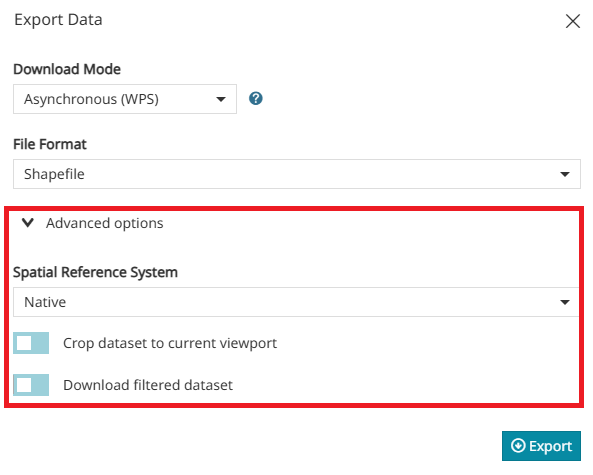 Export Data
Download Mode
Asynchronous (WPS)
File Format
Shapefile
Advanced options
Spatial Reference System
Native
Crop dataset to current viewport
Download filtered dataset
Export